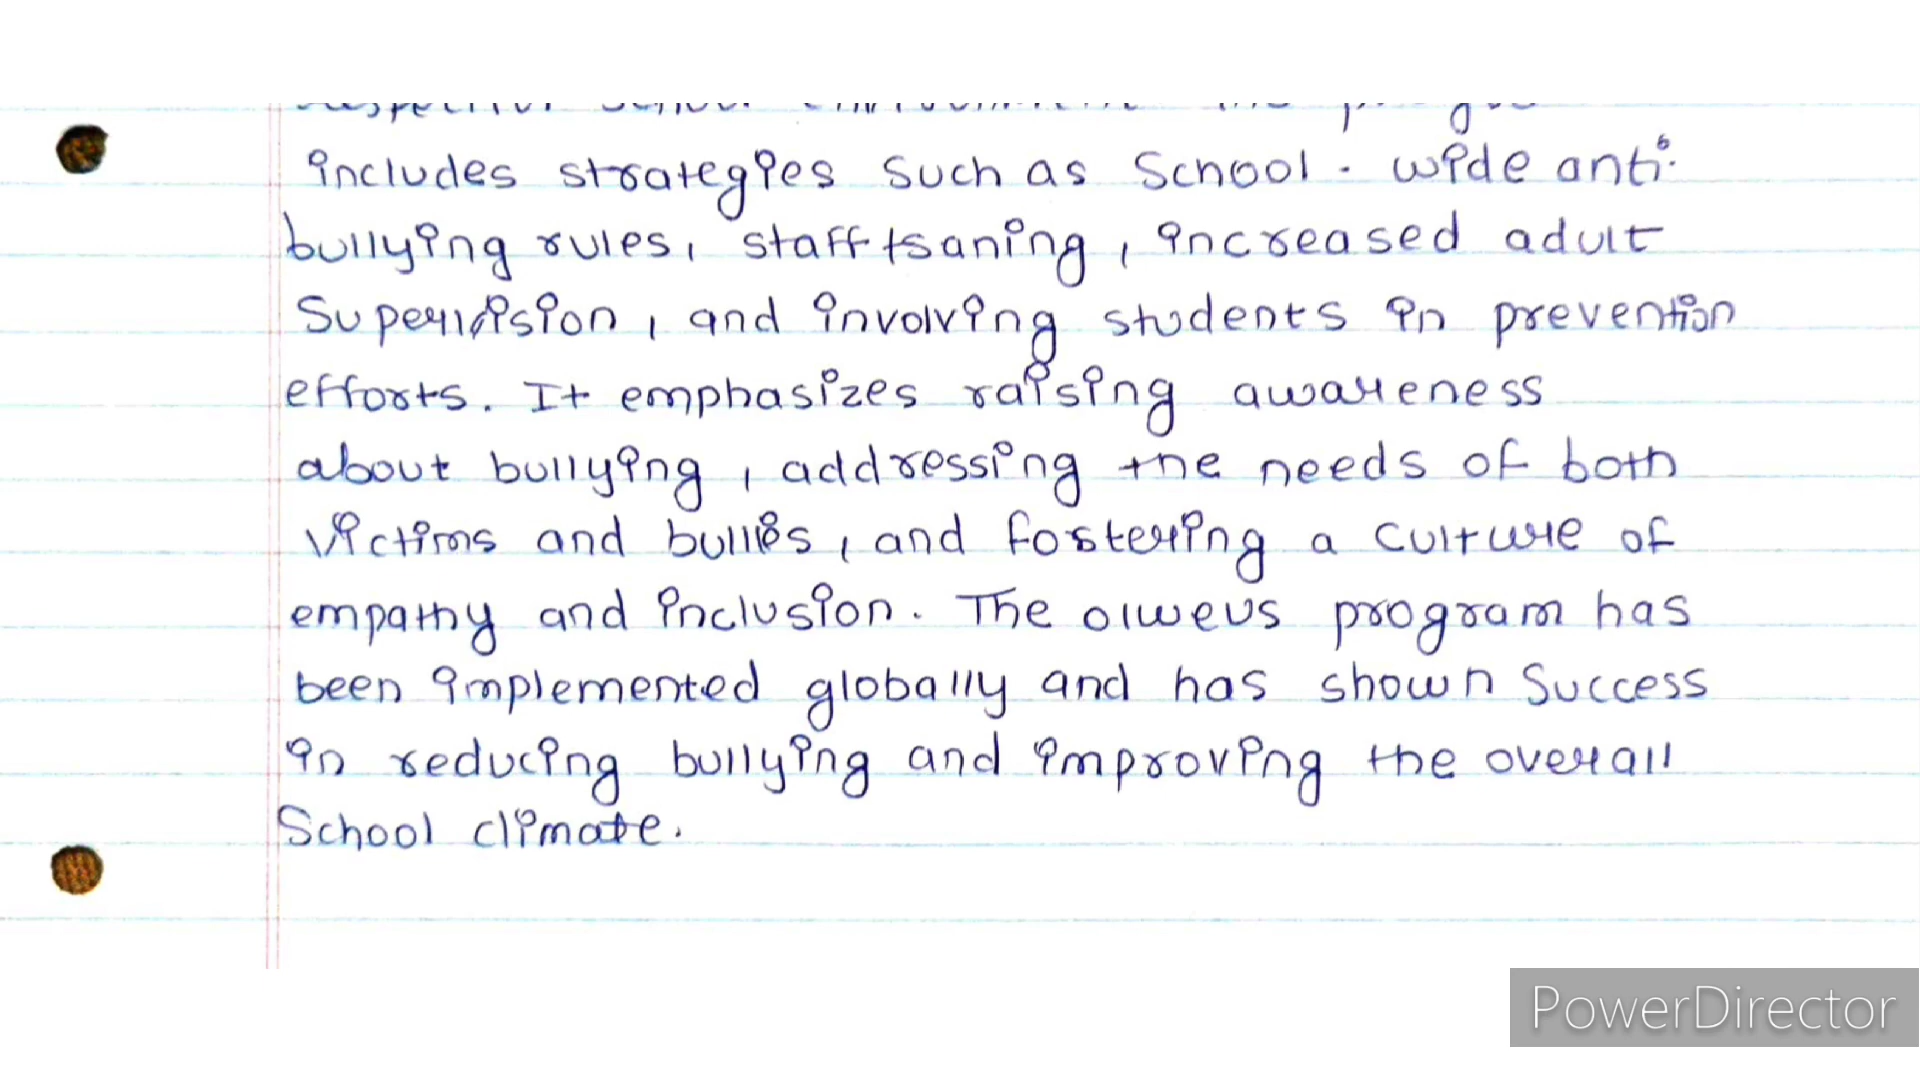 includes strategies such as School - wide anti-
bullying rules, staff tsaning, increased adult
Supervision, and involving students in prevention
efforts. It emphasizes raising awareness
about bullying, addressing the needs of both
victims and bullies, and fostering a culture of
empathy and inclusion. The olweus program has
been implemented globally and has shown Success
in reducing bullying and improving the overall
School climate.
PowerDirector